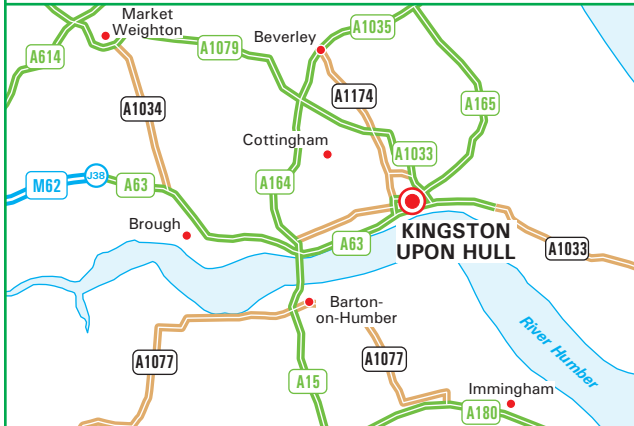 Market
Weighton
A1035
Beverley
A1079
A614
A1174
A165
A1034
Cottingham
A1033
J38
M62
A63
A164
Brough
KINGSTON
UPON HULL
A63
A1033
Barton-
on-Humber
River Humber
A1077
A1077
A15
Immingham
A180